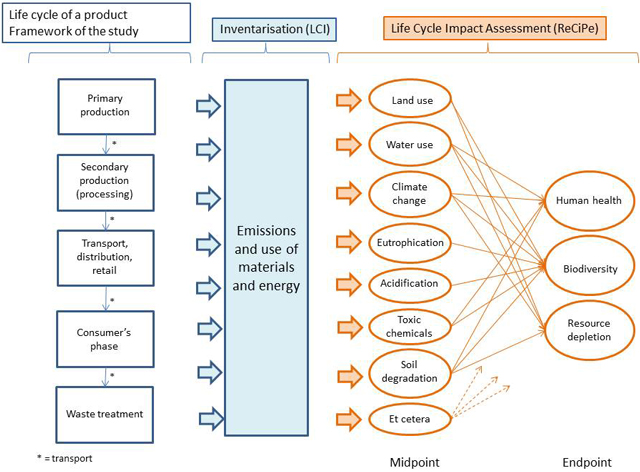 Life cycle of a product
Framework of the study
Inventarisation (LCI)
Life Cycle Impact Assessment (ReCiPe)
Primary
production
*
Secondary
production
(processing)
*
Transport,
distribution,
retail
*
Consumer's
phase
*
Waste treatment
* = transport
Emissions
and use of
materials
and energy
Land use
Water use
Climate
change
Eutrophication
Acidification
Toxic
chemicals
Soil
degradation
Et cetera
Midpoint
Human health
Biodiversity
Resource
depletion
Endpoint